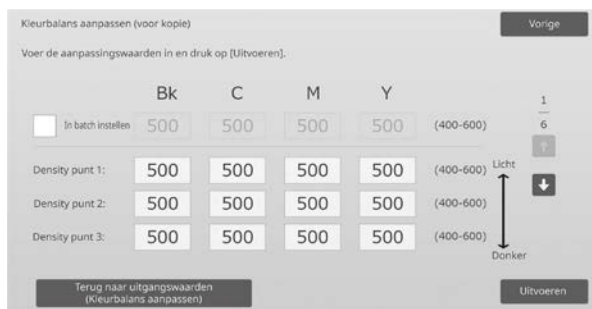 Kleurbalans aanpassen (voor kopie)
Vorige
Voer de aanpassingswaarden in en druk op [Uitvoeren].
Bk C M Y
In batch instellen 500 500 500 500 (400-600)
1
6
Density punt 1: 500 500 500 500 (400-600) Licht
Density punt 2: 500 500 500 500 (400-600)
Density punt 3: 500 500 500 500 (400-600)
Donker
Terug naar uitgangswaarden
(Kleurbalans aanpassen)
Uitvoeren